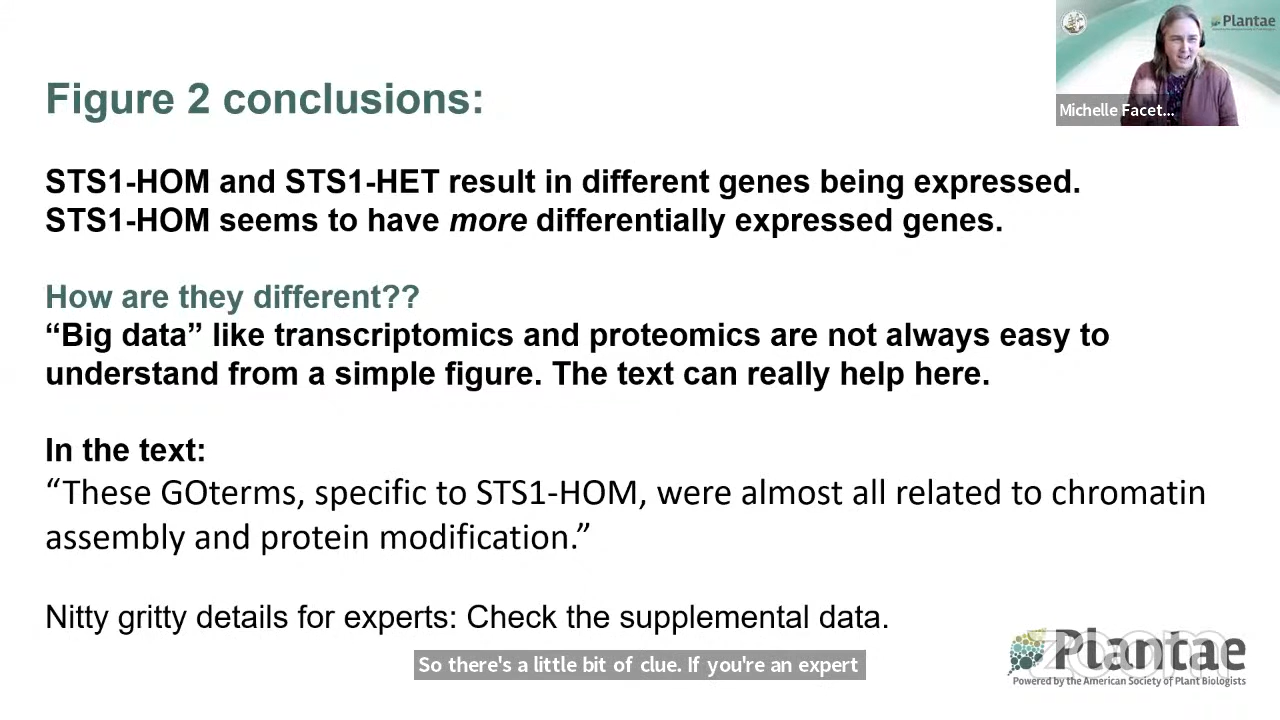 Plantae
Michelle Facet...
Figure 2 conclusions:
STS1-HOM and STS1-HET result in different genes being expressed.
STS1-HOM seems to have more differentially expressed genes.
How are they different??
“Big data” like transcriptomics and proteomics are not always easy to
understand from a simple figure. The text can really help here.
In the text:
“These GOterms, specific to STS1-HOM, were almost all related to chromatin
assembly and protein modification.”
Nitty gritty details for experts: Check the supplemental data.
So there's a little bit of clue. If you're an expert
Plantae
zoom
Powered by the American Society of Plant Biologists